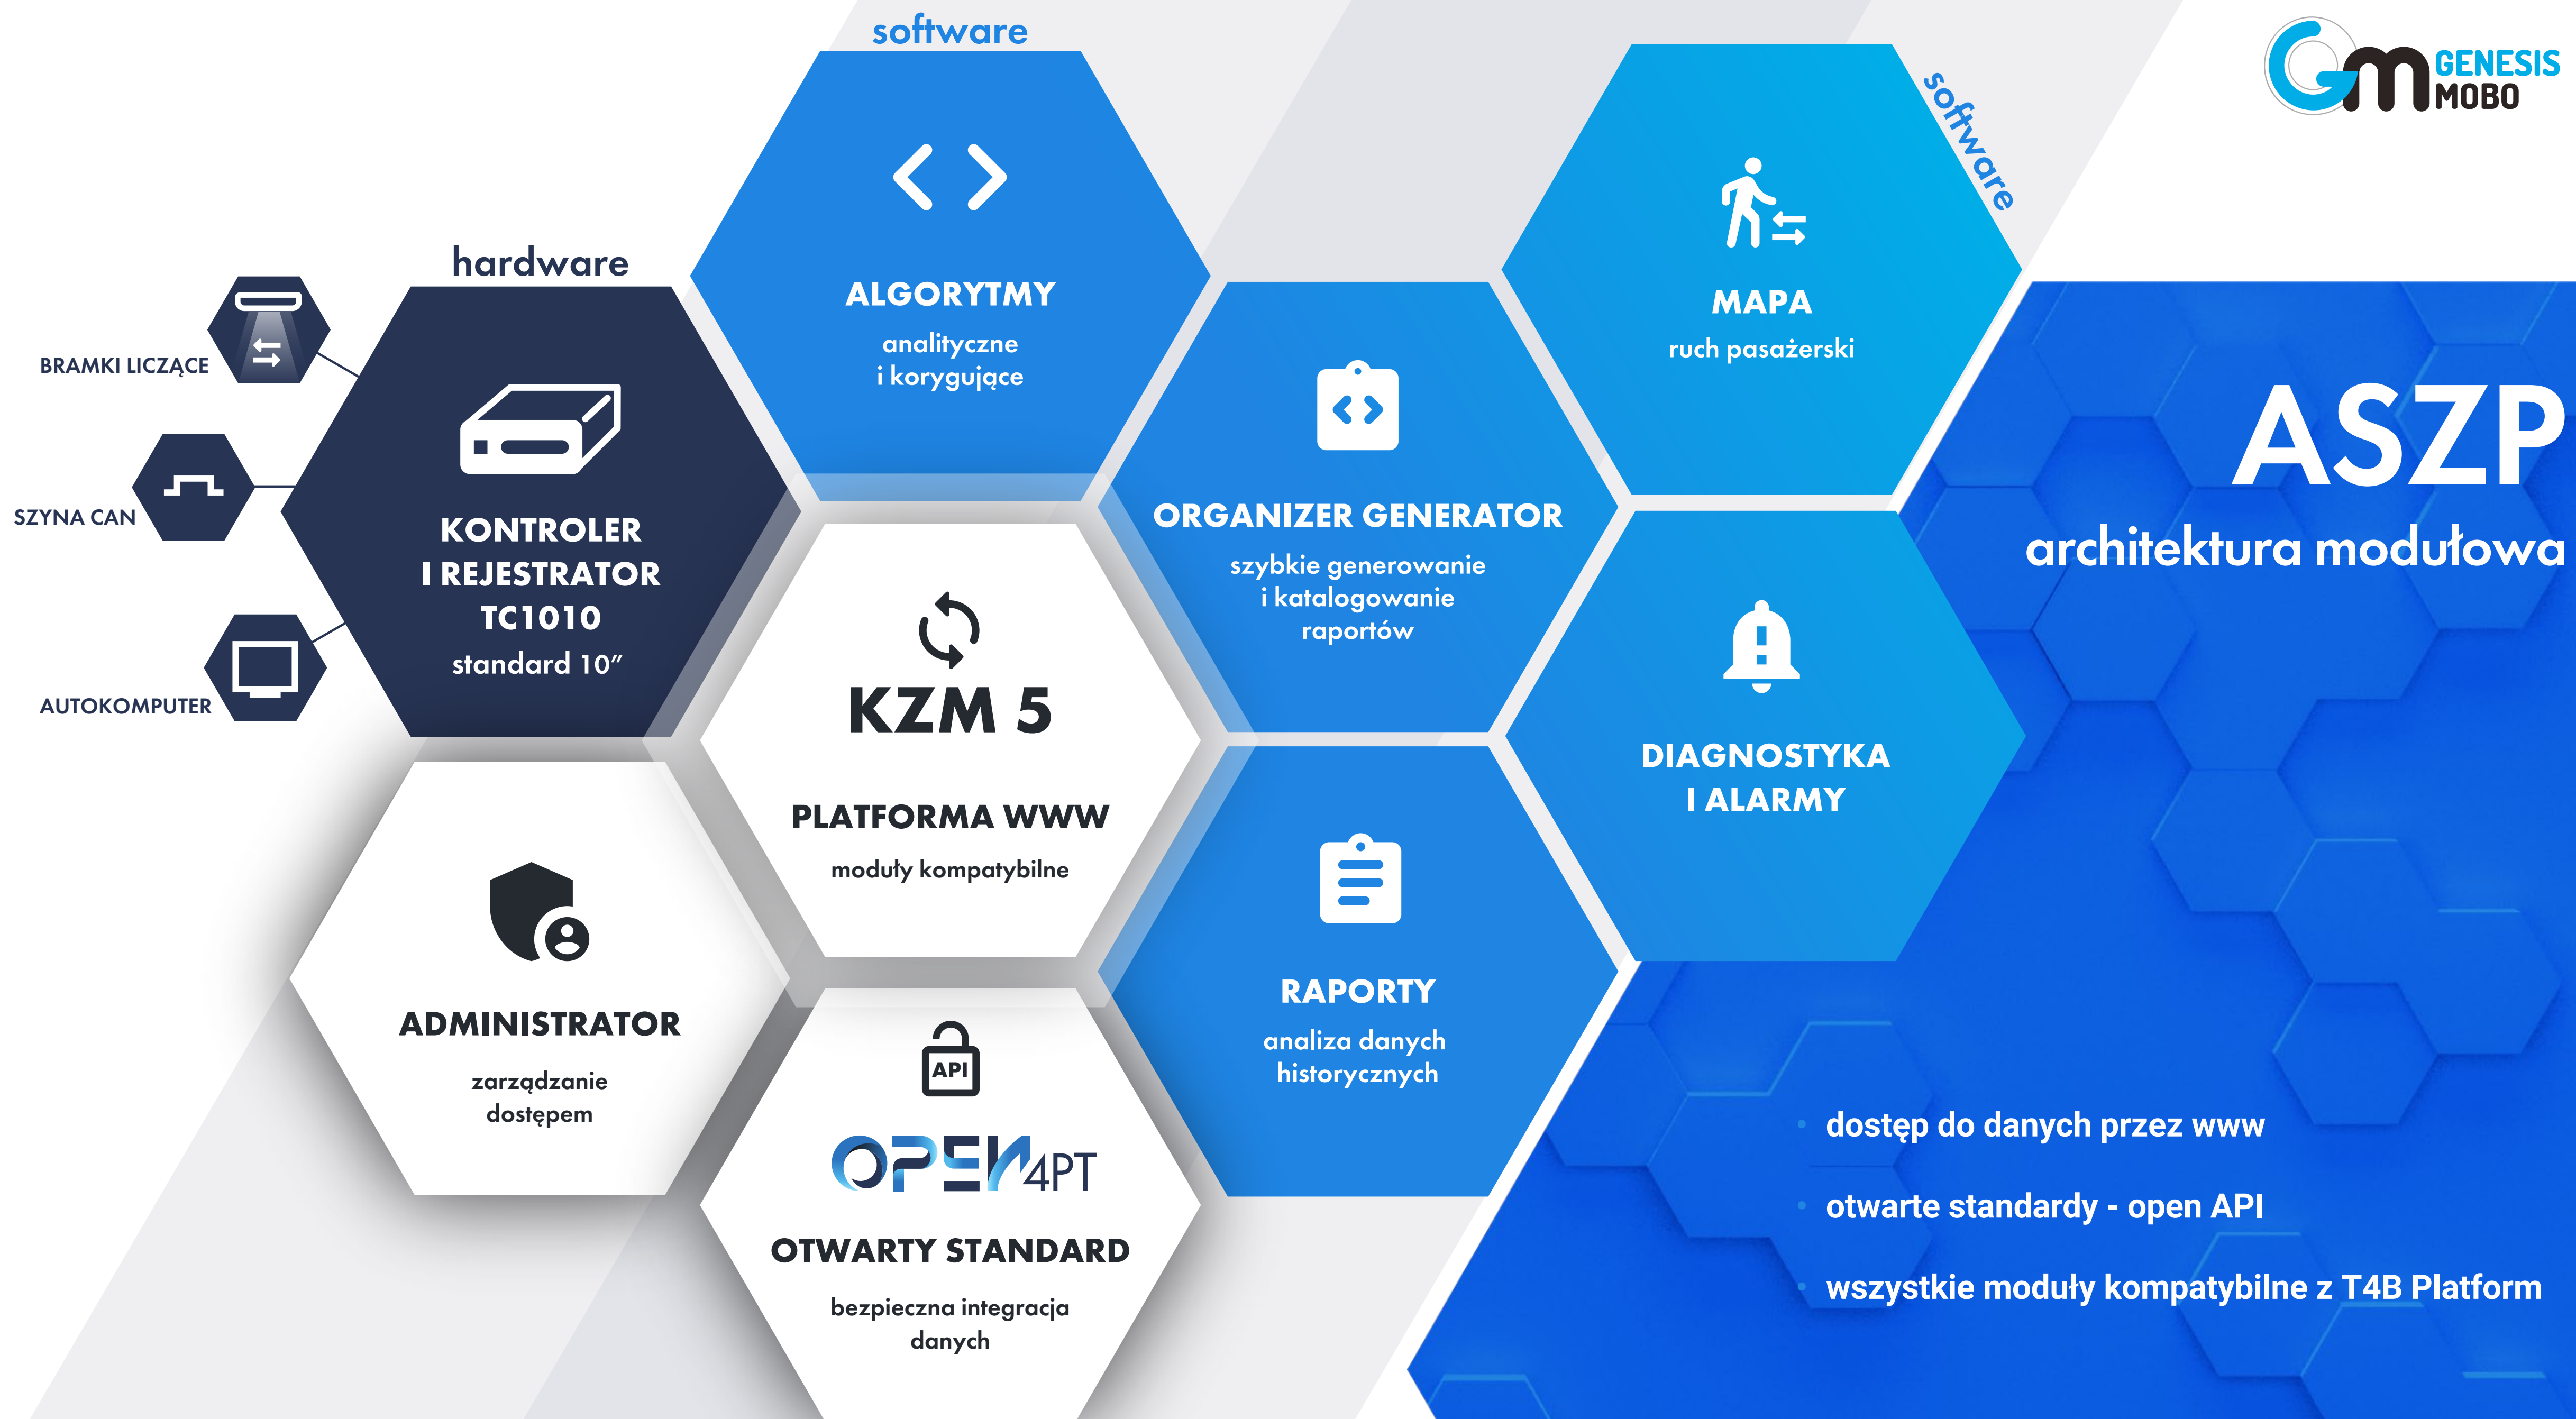 software
software
GENESIS
MOBO
hardware
BRAMKI LICZĄCE
SZYNA CAN
AUTOKOMPUTER
KONTROLER
I REJESTRATOR
TC1010
standard 10”
ALGORYTMY
analityczne
i korygujące
ORGANIZER GENERATOR
szybkie generowanie
i katalogowanie
raportów
MAPA
ruch pasażerski
ASZP
architektura modułowa
KZM 5
PLATFORMA WWW
moduły kompatybilne
DIAGNOSTYKA
I ALARMY
ADMINISTRATOR
zarządzanie
dostępem
RAPORTY
analiza danych
historycznych
API
OPEN4PT
OTWARTY STANDARD
bezpieczna integracja
danych
• dostęp do danych przez www
• otwarte standardy - open API
• wszystkie moduły kompatybilne z T4B Platform